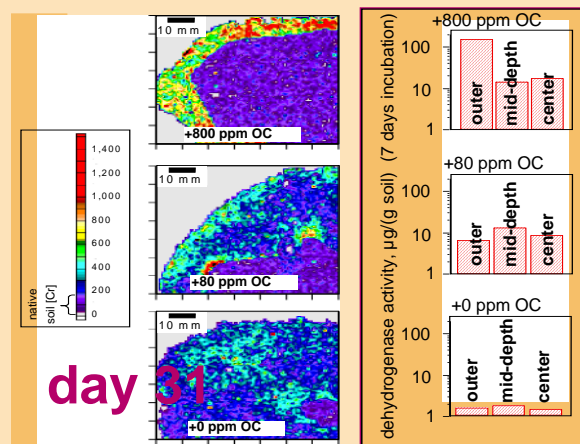 10 mm
+800 ppm OC
1,400
1,200
1,000
800
600
400
200
0
native
soil [Cr]
10 mm
+80 ppm OC
10 mm
+0 ppm OC
day 31
dehydrogenase activity, µg/(g soil) (7 days incubation)
+800 ppm OC
100
10
1
outer
mid-depth
center
+80 ppm OC
100
10
1
outer
mid-depth
center
+0 ppm OC
100
10
1
outer
mid-depth
center